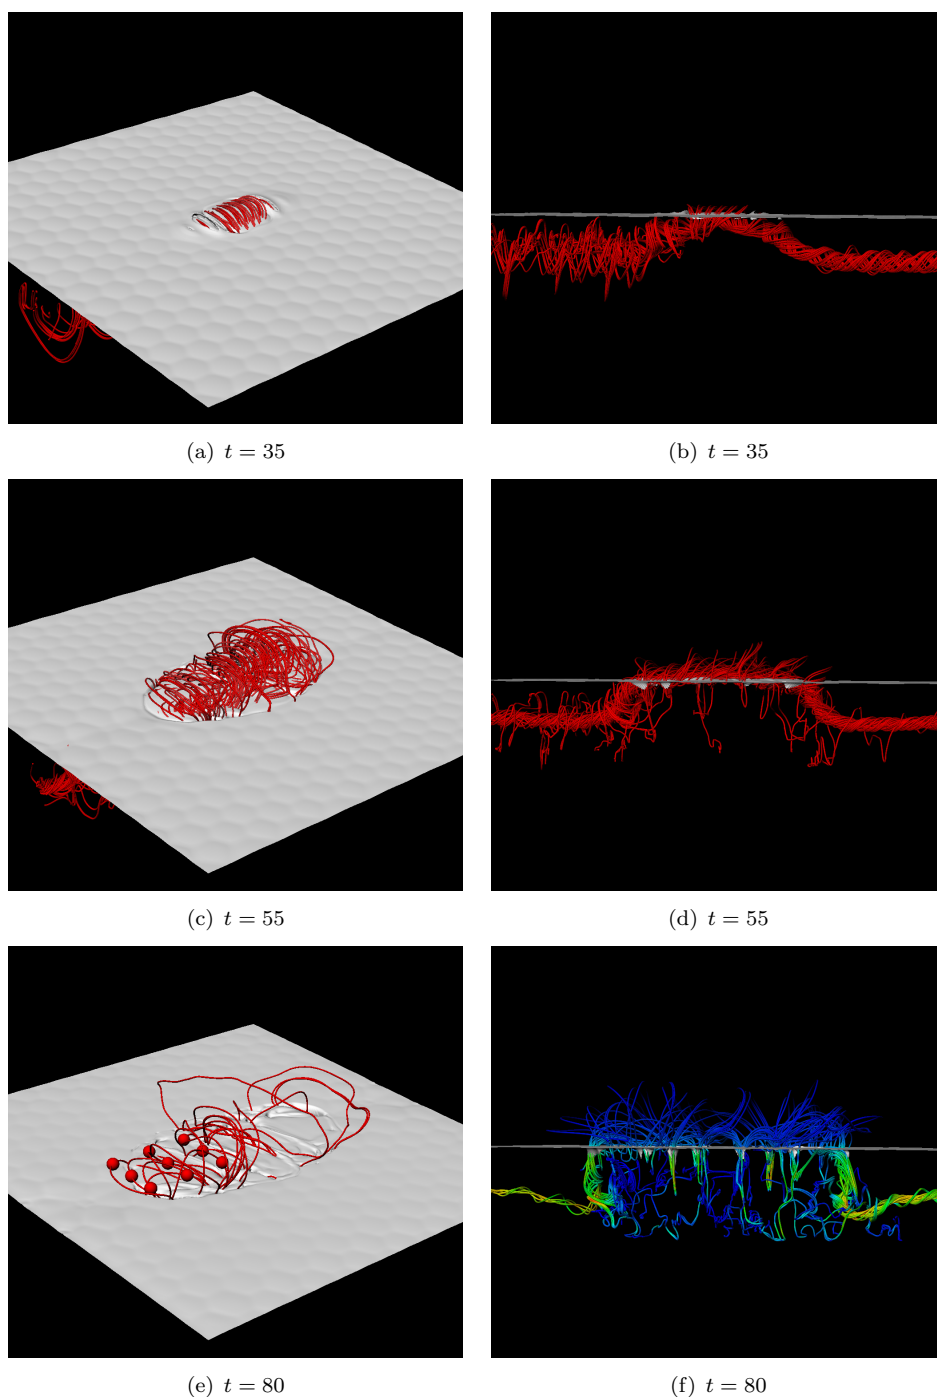 (a) t = 35
(b) t = 35
(c) t = 55
(d) t = 55
(e) t = 80
(f) t = 80